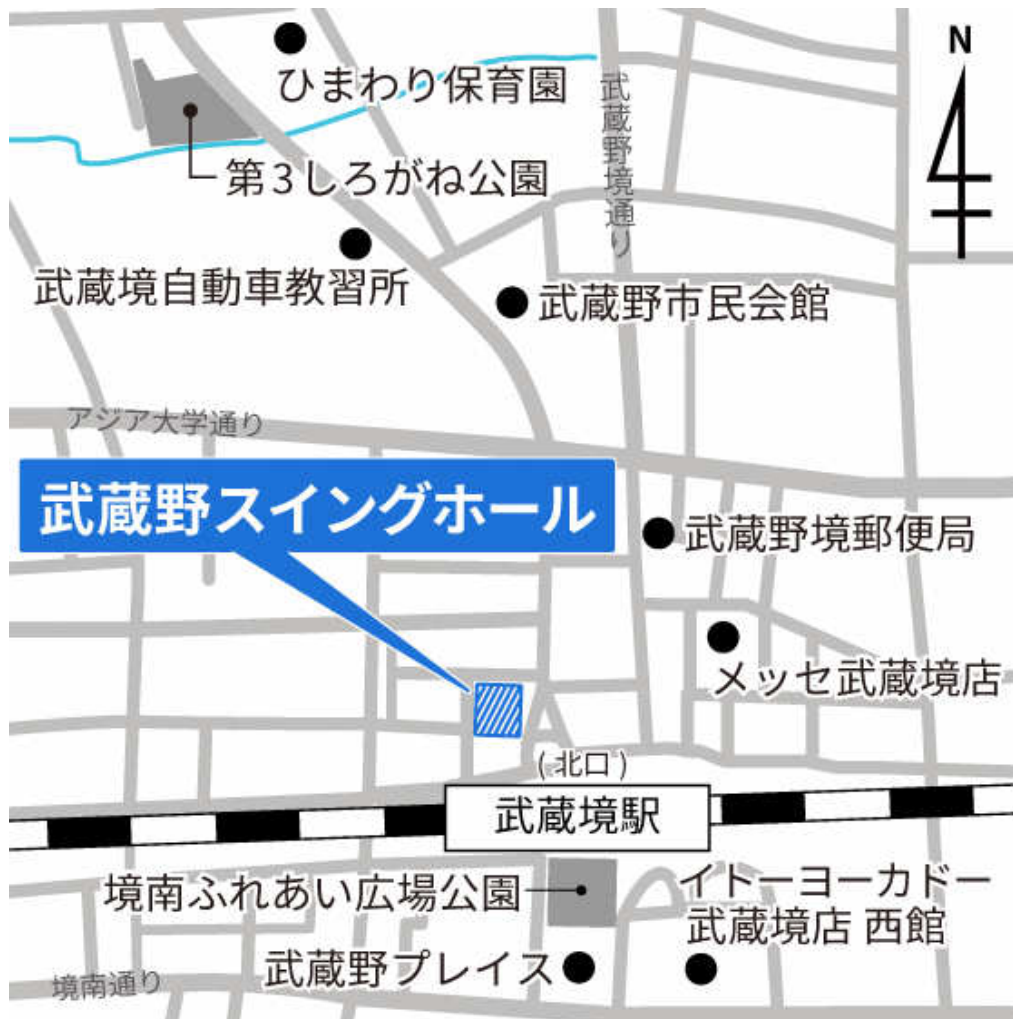 N
ひまわり保育園
武蔵野境通り
第3しろがね公園
武蔵境自動車教習所
武蔵野市民会館
アジア大学通り
武蔵野スイングホール
武蔵野境郵便局
メッセ武蔵境店
(北口)
武蔵境駅
境南ふれあい広場公園
イトーヨーカドー
武蔵境店 西館
武蔵野プレイス
境南通り